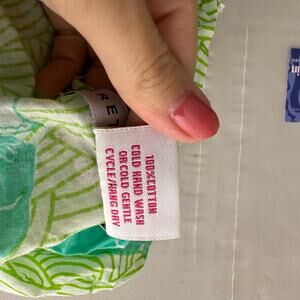 100% COTTON
COLD HAND WASH
OR COLD GENTLE
CYCLE/HANG DRY